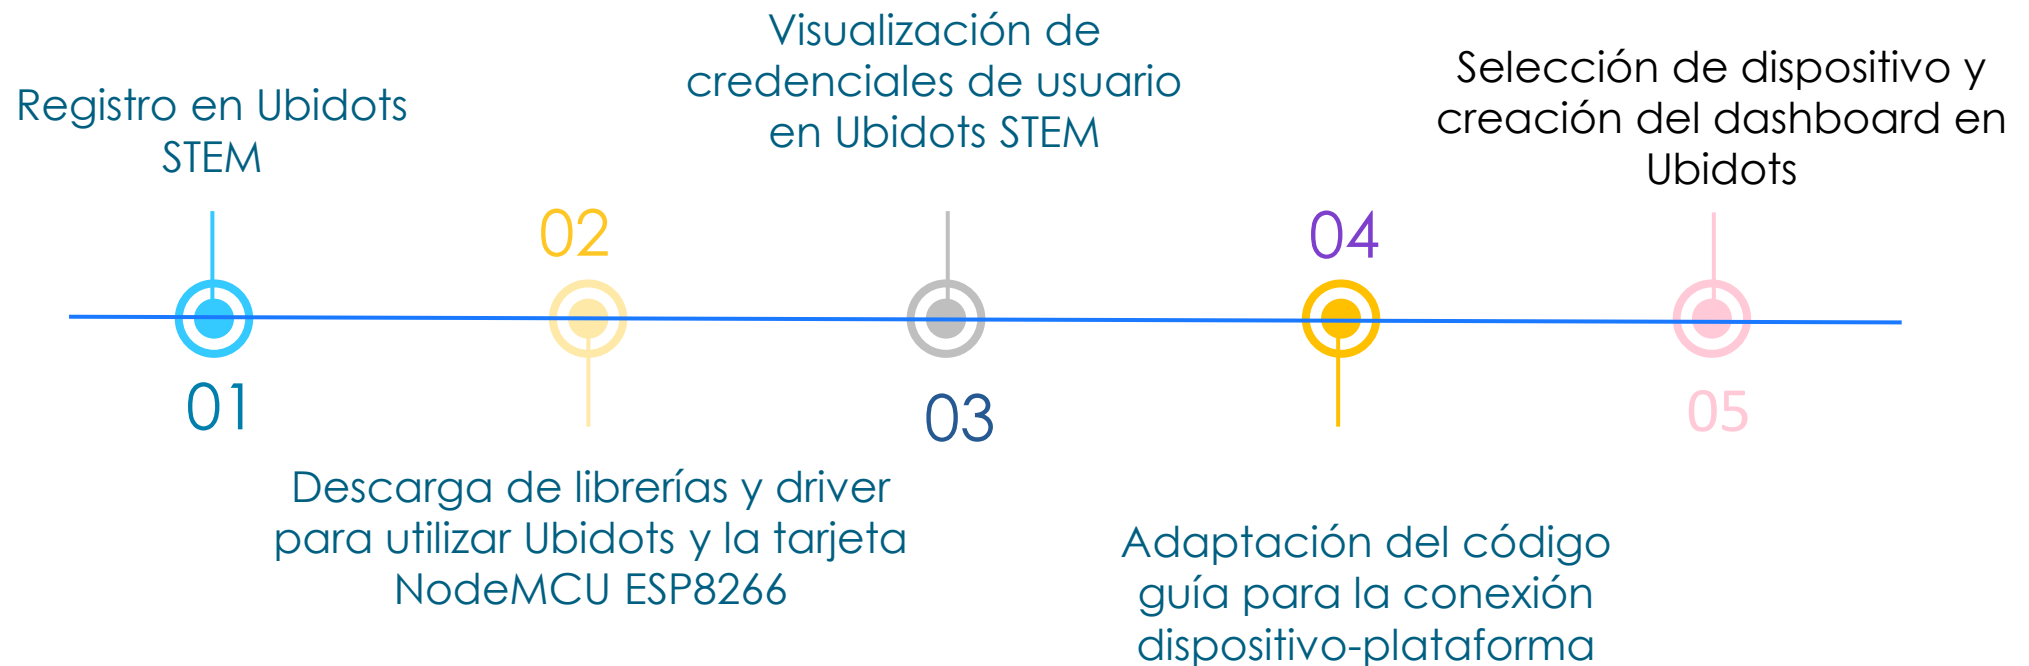 Registro en Ubidots
STEM
01
02
Descarga de librerías y driver
para utilizar Ubidots y la tarjeta
NodeMCU ESP8266
Visualización de
credenciales de usuario
en Ubidots STEM
03
04
Adaptación del código
guía para la conexión
dispositivo-plataforma
Selección de dispositivo y
creación del dashboard en
Ubidots
05